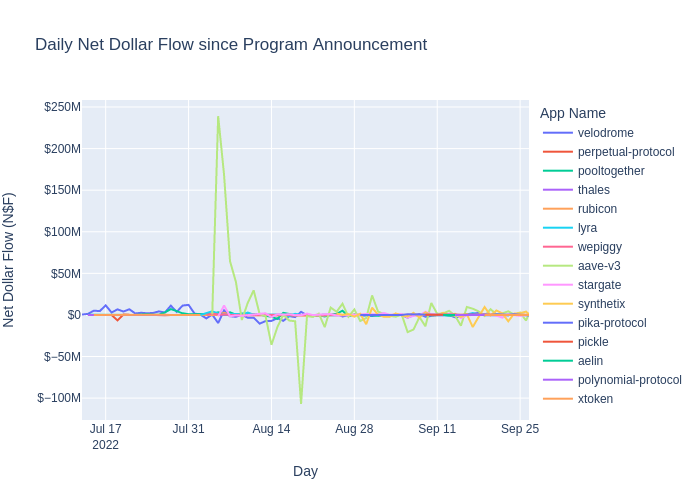 Daily Net Dollar Flow since Program Announcement
Net Dollar Flow (N$F)
$250M
$200M
$150M
$100M
$50M
$0
$−50M
$−100M
Jul 17
2022
Jul 31
Aug 14
Aug 28
Sep 11
Sep 25
Day
App Name
velodrome
perpetual-protocol
pooltogether
thales
rubicon
lyra
wepiggy
aave-v3
stargate
synthetix
pika-protocol
pickle
aelin
polynomial-protocol
xtoken